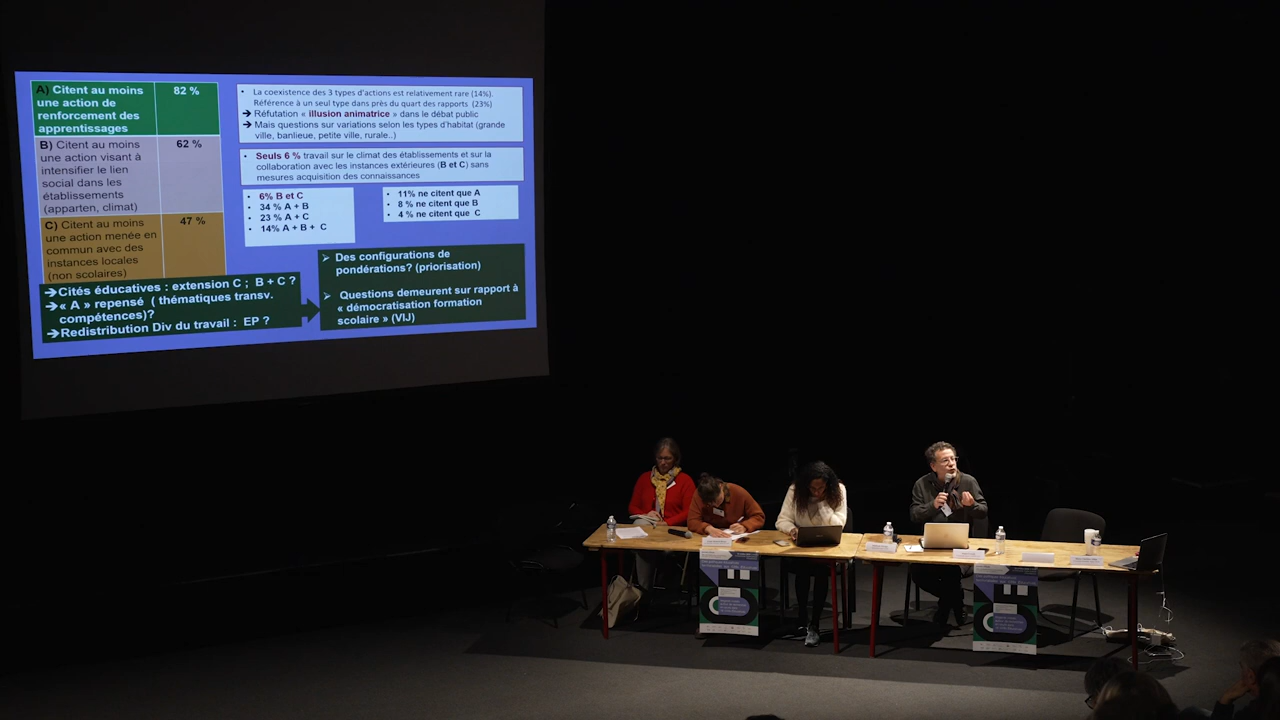 A) Citent au moins
une action de
renforcement des
apprentissages
82 %
B) Citent au moins
une action visant à
intensifier le lien
social dans les
établissements
(apparten, climat)
62 %
C) Citent au moins
une action menée en
commun avec des
instances locales
(non scolaires)
47 %
• La coexistence des 3 types d'actions est relativement rare (14%).
Référence à un seul type dans près du quart des rapports (23%)
➔ Réfutation « illusion animatrice » dans le débat public
➔ Mais questions sur variations selon les types d'habitat (grande
ville, banlieue, petite ville, rurale..)
• Seuls 6 % travail sur le climat des établissements et sur la
collaboration avec les instances extérieures (B et C) sans
mesures acquisition des connaissances
• 6% B et C
• 34 % A + B
• 23 % A + C
• 14% A + B + C
• 11% ne citent que A
• 8 % ne citent que B
• 4 % ne citent que C
➔Cités éducatives : extension C ; B + C ?
➔« A » repensé ( thématiques transv.
compétences)?
➔Redistribution Div du travail : EP ?
➢ Des configurations de
pondérations? (priorisation)
➢ Questions demeurent sur rapport à
« démocratisation formation
scolaire » (VIJ)